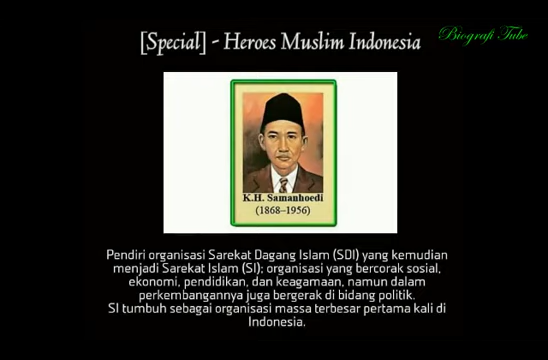 [Special] - Heroes Muslim Indonesia
Biografi Tube
K.H. Samanhoedi
(1868–1956)
Pendiri organisasi Sarekat Dagang Islam (SDI) yang kemudian
menjadi Sarekat Islam (SI); organisasi yang bercorak sosial,
ekonomi, pendidikan, dan keagamaan, namun dalam
perkembangannya juga bergerak di bidang politik.
SI tumbuh sebagai organisasi massa terbesar pertama kali di
Indonesia.